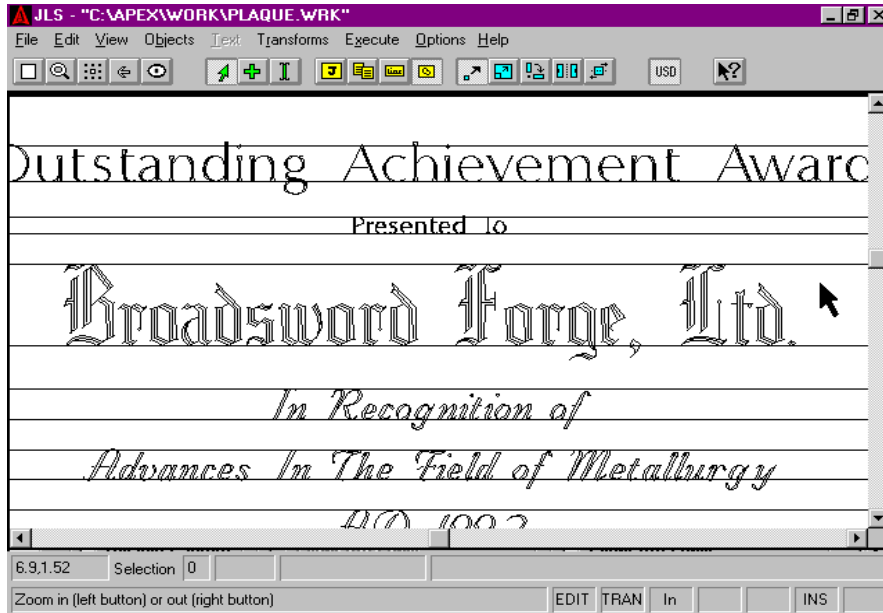 JLS - "C:\APEX\WORK\PLAQUE.WRK"
File Edit View Objects Text Transforms Execute Options Help
J Line USD ?
Outstanding Achievement Award
Presented To
Broadsword Forge, Ltd.
In Recognition of
Advances In The Field of Metallurgy
6.9,1.52 Selection 0
Zoom in (left button) or out (right button) EDIT TRAN In INS